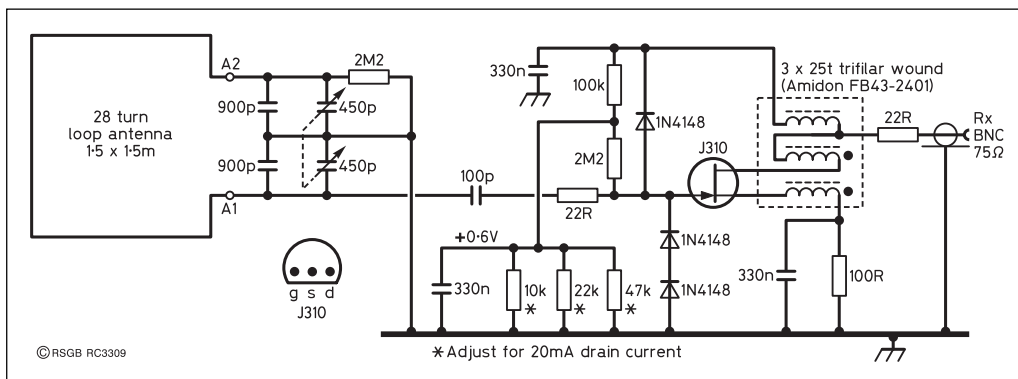 28 turn
loop antenna
1·5 x 1·5m
A2
A1
900p
900p
450p
450p
2M2
g s d
J310
100p
22R
330n
100k
2M2
1N4148
+0·6V
330n
10k
*
22k
*
47k
*
1N4148
1N4148
J310
3 x 25t trifilar wound
(Amidon FB43-2401)
22R
Rx
BNC
75Ω
330n
100R
*Adjust for 20mA drain current
©RSGB RC3309